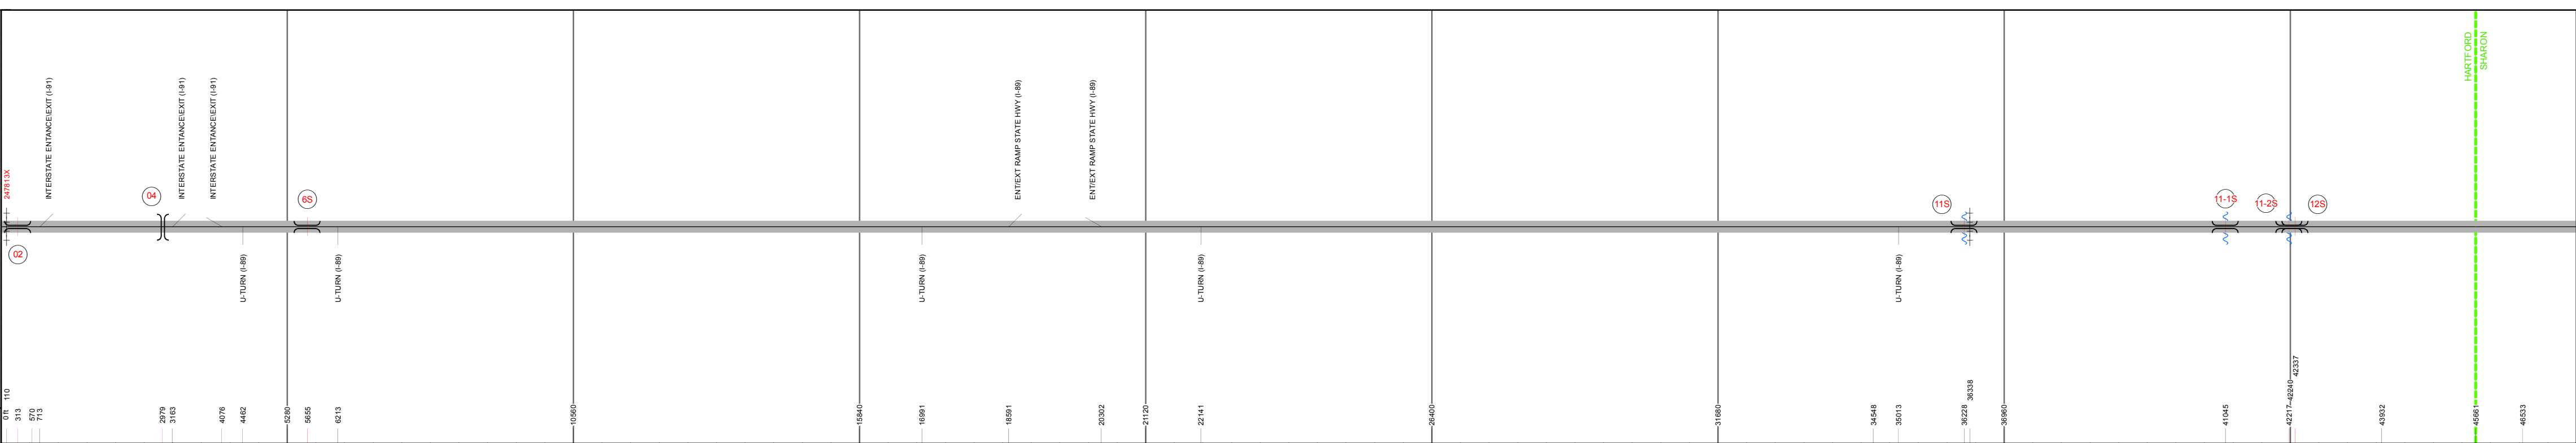 HARTFORD
SHARON
247813X
INTERSTATE ENTANCE\EXIT (I-91)
INTERSTATE ENTANCE\EXIT (I-91)
INTERSTATE ENTANCE\EXIT (I-91)
ENT/EXT RAMP STATE HWY (I-89)
ENT/EXT RAMP STATE HWY (I-89)
04
6S
11S
11-1S
11-2S
12S
02
U-TURN (I-89)
U-TURN (I-89)
U-TURN (I-89)
U-TURN (I-89)
U-TURN (I-89)
0 ft
110
313
570
713
2979
3163
4076
4462
5280
5655
6213
10560
15840
16991
18591
20302
21120
22141
26400
31680
34548
35013
36228
36338
36960
41045
42217
42240
42337
43932
45661
46533